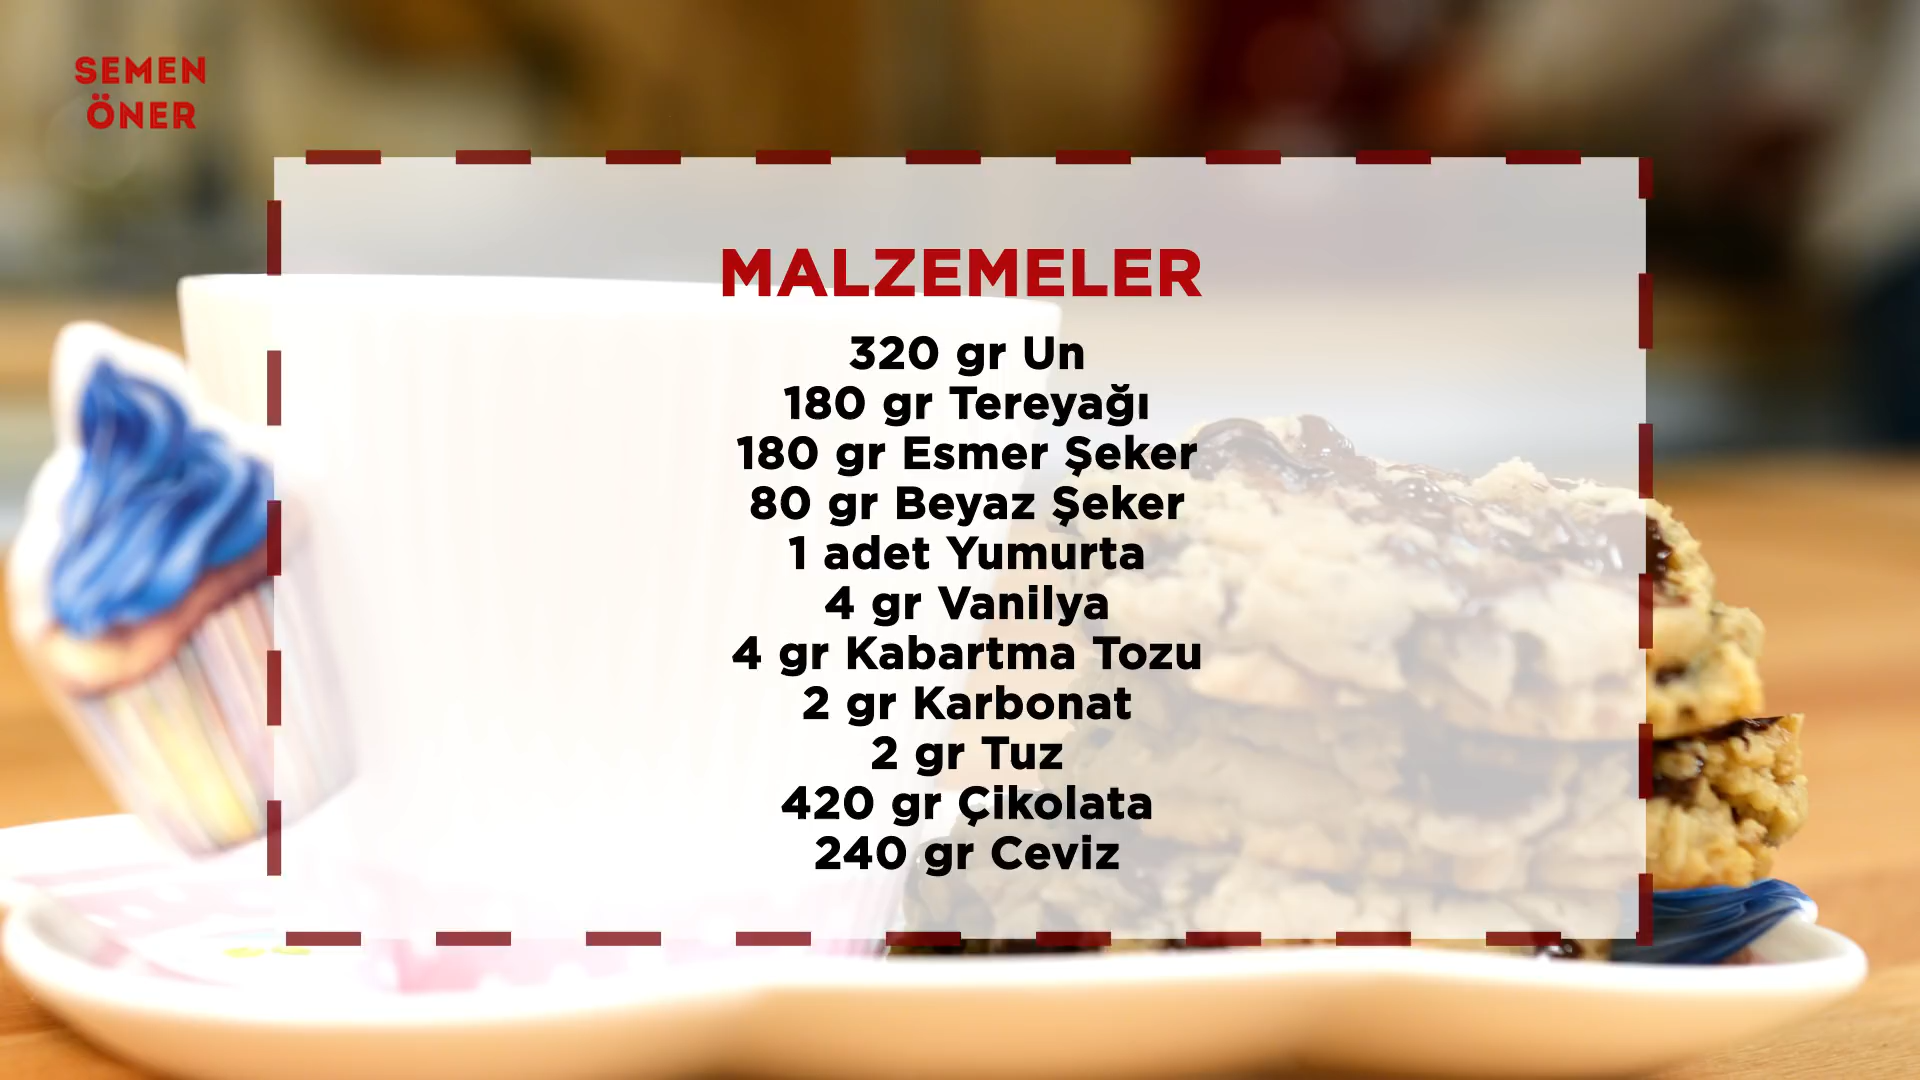 SEMEN
ÖNER
MALZEMELER
320 gr Un
180 gr Tereyağı
180 gr Esmer Şeker
80 gr Beyaz Şeker
1 adet Yumurta
4 gr Vanilya
4 gr Kabartma Tozu
2 gr Karbonat
2 gr Tuz
420 gr Çikolata
240 gr Ceviz